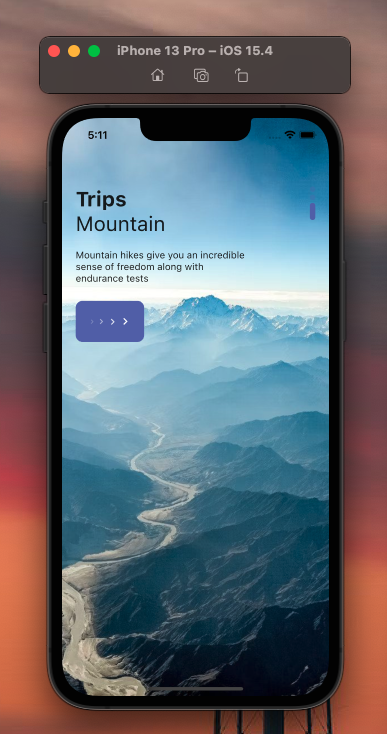 iPhone 13 Pro – iOS 15.4
5:11
Trips
Mountain
Mountain hikes give you an incredible
sense of freedom along with
endurance tests